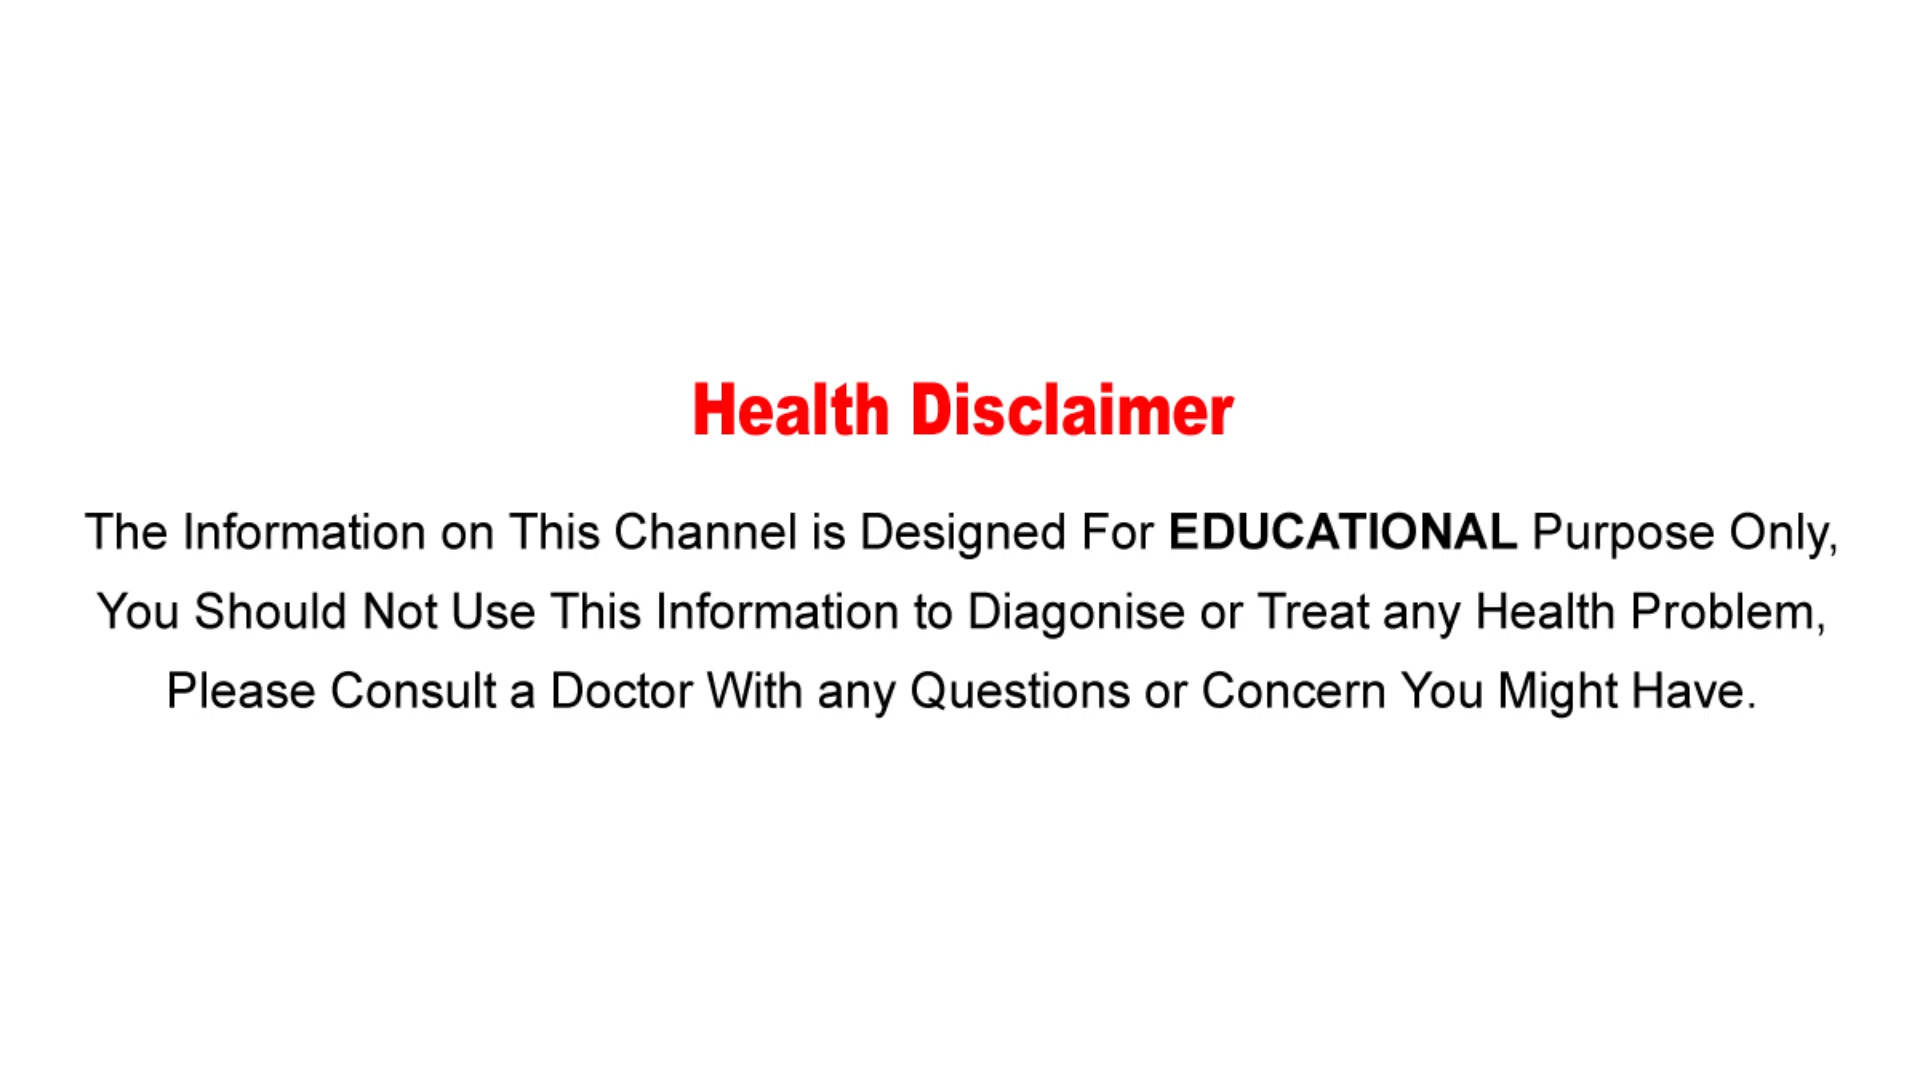 Health Disclaimer
The Information on This Channel is Designed For EDUCATIONAL Purpose Only,
You Should Not Use This Information to Diagonise or Treat any Health Problem,
Please Consult a Doctor With any Questions or Concern You Might Have.